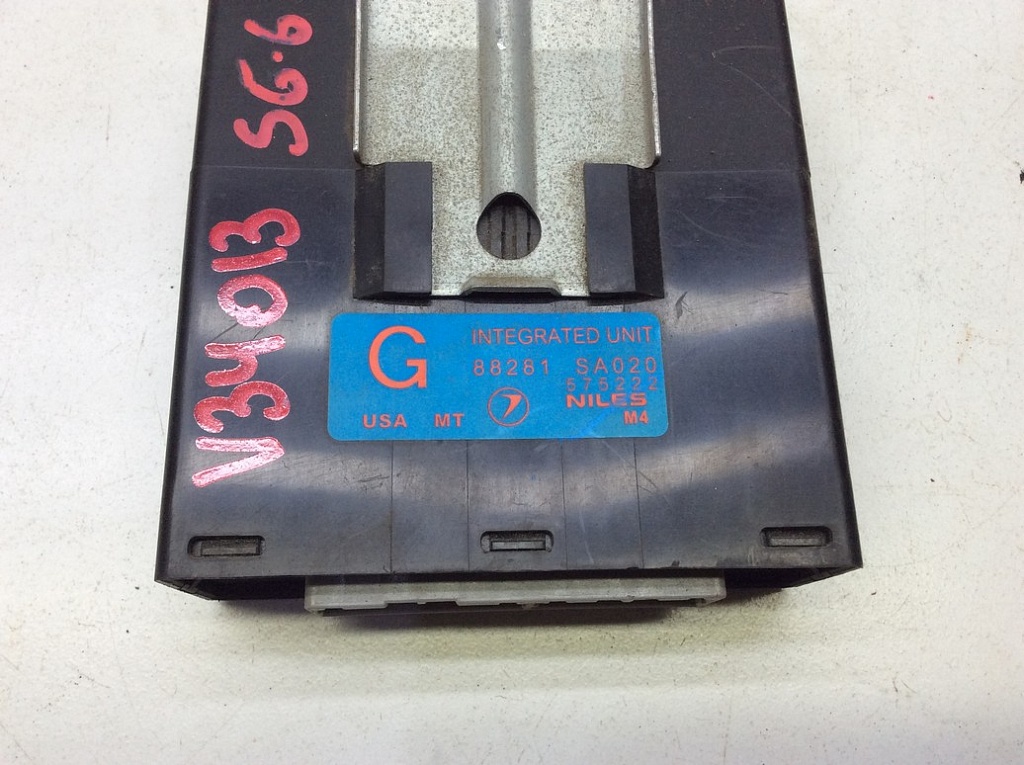 SG.6
V34013
G
INTEGRATED UNIT
88281 SA020
575222
NILES
USA MT
M4